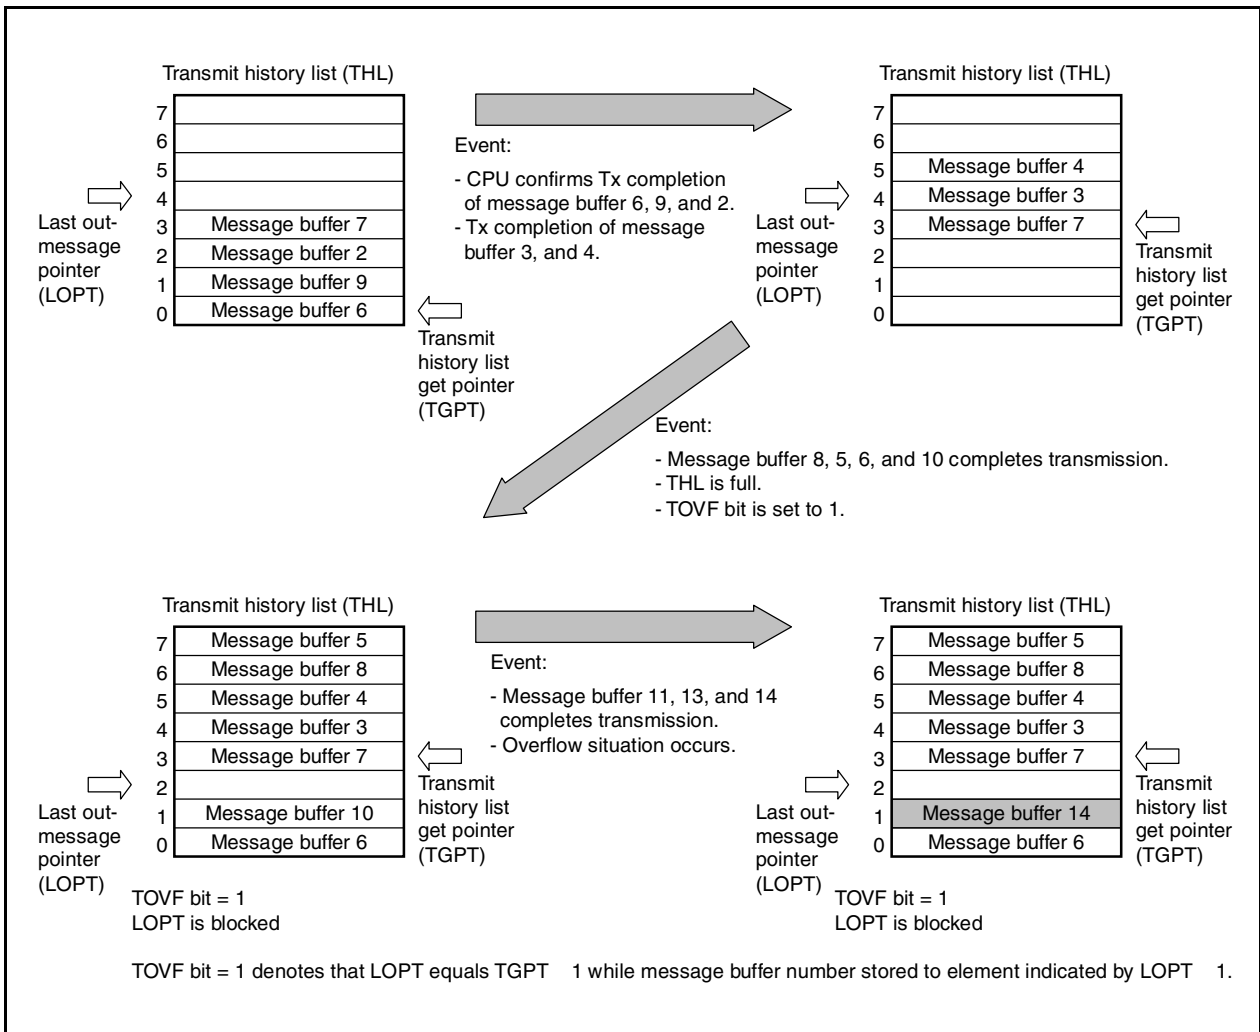 Transmit history list (THL)
7
6
5
4
3 Message buffer 7
2 Message buffer 2
1 Message buffer 9
0 Message buffer 6
Last out-
message
pointer
(LOPT)
Transmit
history list
get pointer
(TGPT)
Event:
- CPU confirms Tx completion
of message buffer 6, 9, and 2.
- Tx completion of message
buffer 3, and 4.
Transmit history list (THL)
7
6
5 Message buffer 4
4 Message buffer 3
3 Message buffer 7
2
1
0
Last out-
message
pointer
(LOPT)
Transmit
history list
get pointer
(TGPT)
Event:
- Message buffer 8, 5, 6, and 10 completes transmission.
- THL is full.
- TOVF bit is set to 1.
Transmit history list (THL)
7 Message buffer 5
6 Message buffer 8
5 Message buffer 4
4 Message buffer 3
3 Message buffer 7
2
1 Message buffer 10
0 Message buffer 6
Last out-
message
pointer
(LOPT)
Transmit
history list
get pointer
(TGPT)
TOVF bit = 1
LOPT is blocked
Event:
- Message buffer 11, 13, and 14
completes transmission.
- Overflow situation occurs.
Transmit history list (THL)
7 Message buffer 5
6 Message buffer 8
5 Message buffer 4
4 Message buffer 3
3 Message buffer 7
2
1 Message buffer 14
0 Message buffer 6
Last out-
message
pointer
(LOPT)
Transmit
history list
get pointer
(TGPT)
TOVF bit = 1
LOPT is blocked
TOVF bit = 1 denotes that LOPT equals TGPT 1 while message buffer number stored to element indicated by LOPT 1.